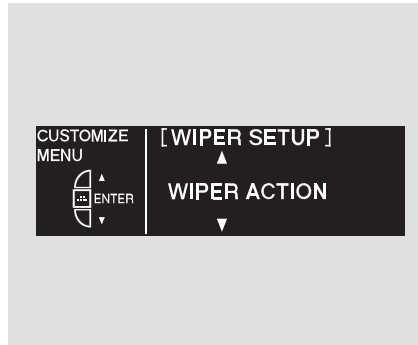 CUSTOMIZE
MENU
ENTER
[WIPER SETUP]
WIPER ACTION